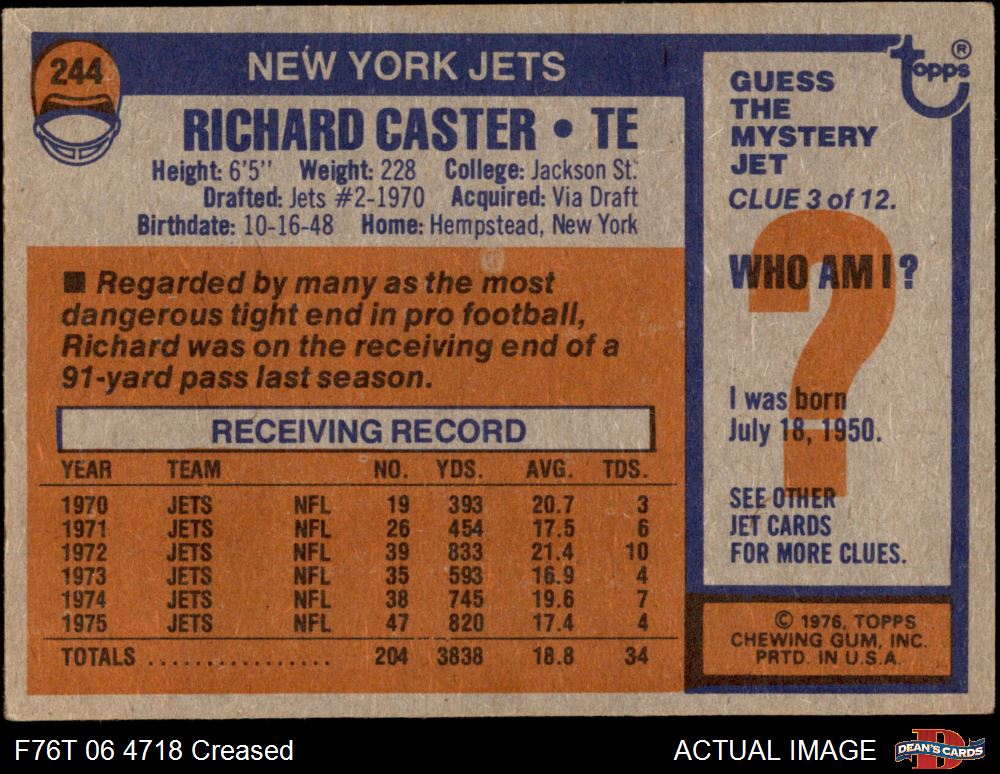 244
NEW YORK JETS
RICHARD CASTER • TE
Height: 6'5" Weight: 228 College: Jackson St.
Drafted: Jets #2-1970 Acquired: Via Draft
Birthdate: 10-16-48 Home: Hempstead, New York
■ Regarded by many as the most
dangerous tight end in pro football,
Richard was on the receiving end of a
91-yard pass last season.
RECEIVING RECORD
YEAR TEAM NO. YDS. AVG. TDS.
1970 JETS NFL 19 393 20.7 3
1971 JETS NFL 26 454 17.5 6
1972 JETS NFL 39 833 21.4 10
1973 JETS NFL 35 593 16.9 4
1974 JETS NFL 38 745 19.6 7
1975 JETS NFL 47 820 17.4 4
TOTALS ................ 204 3838 18.8 34
topps ®
GUESS
THE
MYSTERY
JET
CLUE 3 of 12.
?
WHO AM I?
I was born
July 18, 1950.
SEE OTHER
JET CARDS
FOR MORE CLUES.
© 1976, TOPPS
CHEWING GUM, INC.
PRTD. IN U.S.A.
F76T 06 4718 Creased
ACTUAL IMAGE
D
DEAN'S CARDS